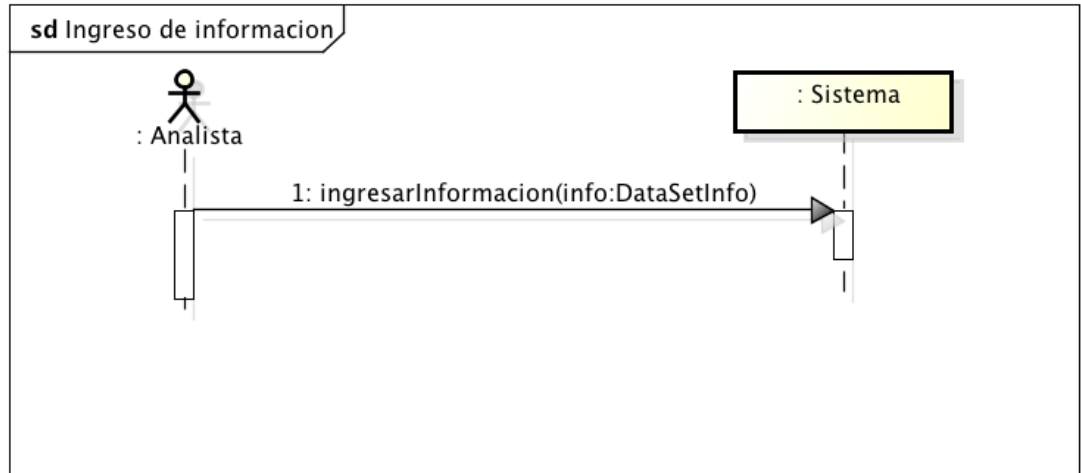 sd Ingreso de informacion
: Analista
: Sistema
1: ingresarInformacion(info:DataSetInfo)